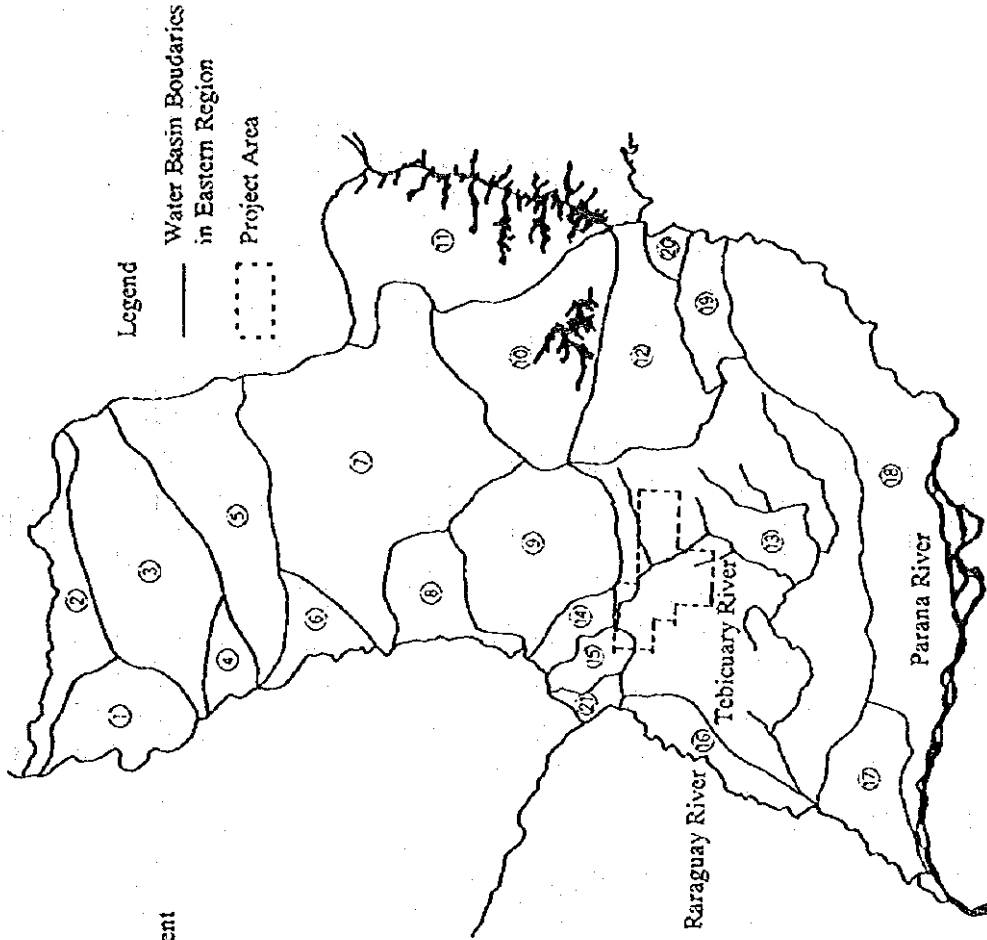 Legend
Water Basin Boudaries
in Eastern Region
Project Area
ent
①
②
③
④
⑤
⑥
⑦
⑧
⑨
⑩
⑪
⑫
⑬
⑭
⑮
⑯
⑰
⑱
⑲
⑳
㉑
Raraguay River
Tebicuary River
Parana River